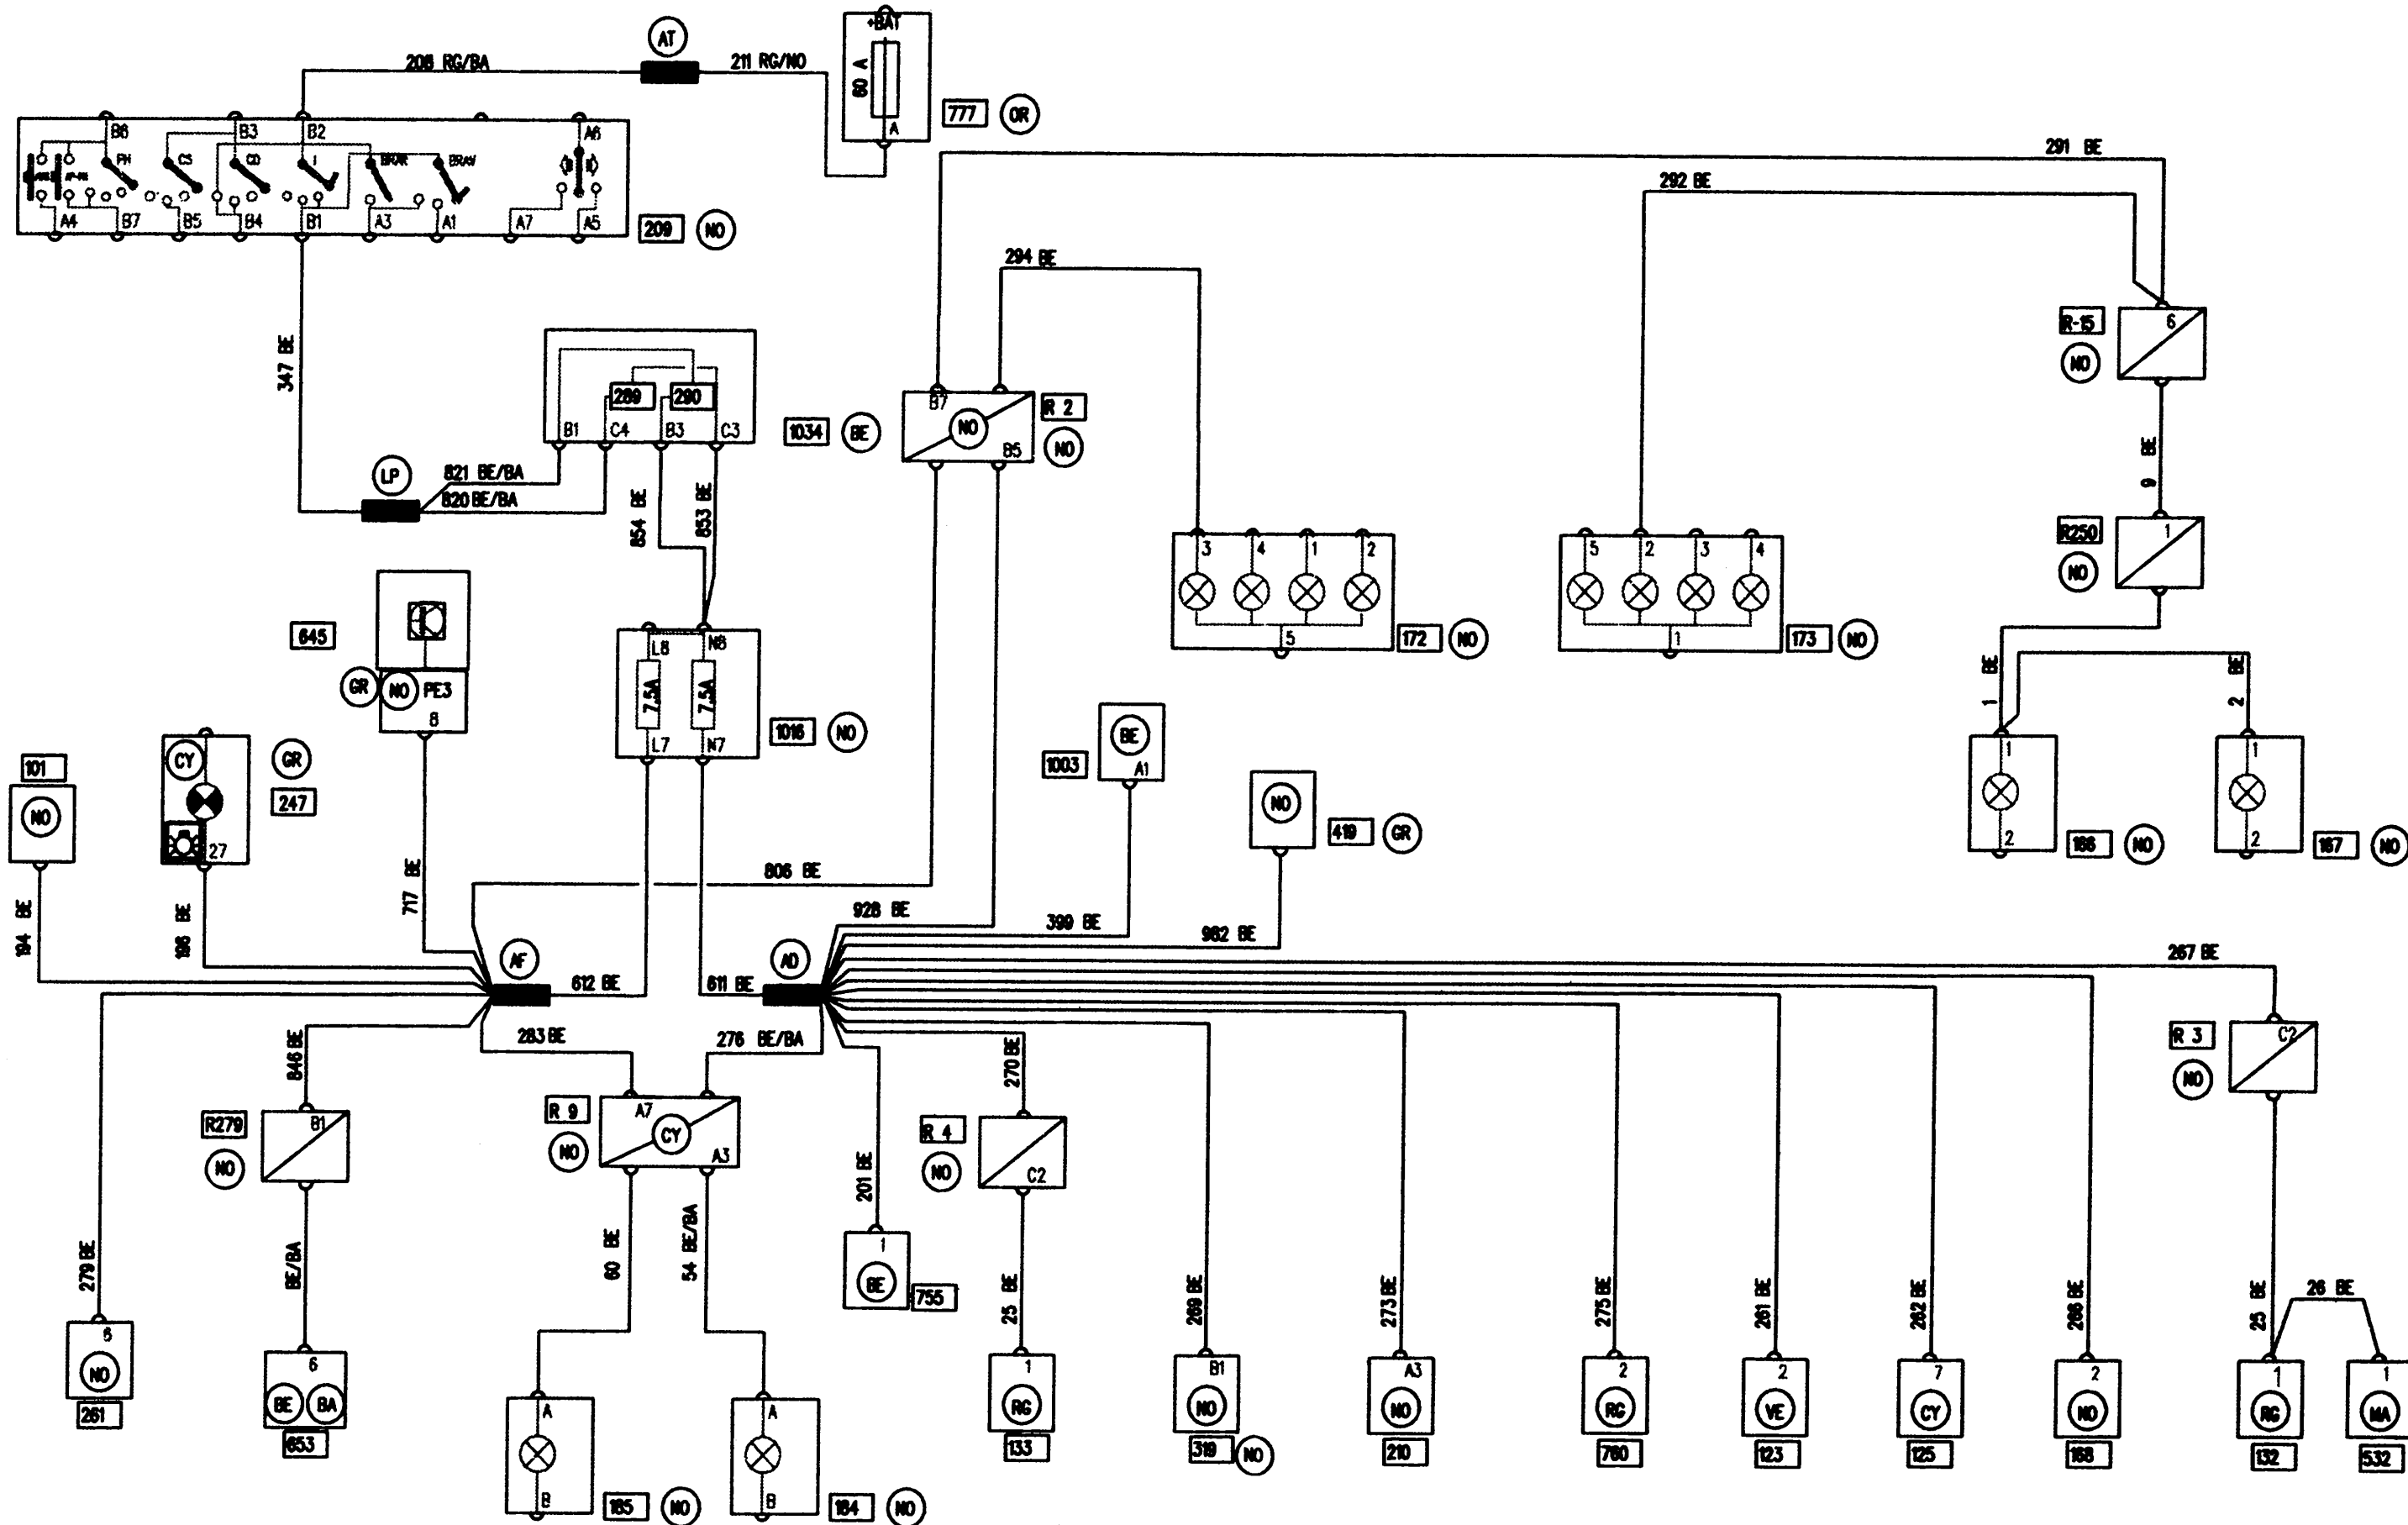 +BAT
60 A
A
777 OR
AT
208 RG/BA
211 RG/NO
B6 B3 B2 A6
PH CS CD I BRAR BRAV
A4 B7 B5 B4 B1 A3 A1 A7 A5
209 NO
291 BE
292 BE
294 BE
347 BE
289 290
B1 C4 B3 C3
1034 BE
LP
821 BE/BA
820 BE/BA
854 BE
853 BE
B7
NO
B5
R 2
NO
R-15
6
NO
9 BE
R250
1
NO
3 4 1 2
5
172 NO
5 2 3 4
1
173 NO
645
GR NO PE3
8
L8 N8
7.5A 7.5A
L7 N7
1016 NO
1 BE
2 BE
1
2
166 NO
1
2
167 NO
101
NO
CY
27
GR
247
BE
A1
1003
NO
419 GR
194 BE
196 BE
717 BE
806 BE
928 BE
399 BE
982 BE
267 BE
AF
612 BE
611 BE
AD
846 BE
283 BE
276 BE/BA
270 BE
R279
B1
NO
R 9
NO
A7
CY
A3
R 4
NO
C2
R 3
C2
NO
279 BE
BE/BA
60 BE
54 BE/BA
201 BE
25 BE
269 BE
273 BE
275 BE
261 BE
262 BE
266 BE
25 BE
26 BE
1
BE
755
NO
261
6
BE BA
653
A
B
185 NO
A
B
184 NO
1
RG
133
B1
NO
319 NO
A3
NO
210
2
RG
760
2
VE
123
7
CY
125
2
NO
168
1
RG
132
1
MA
532